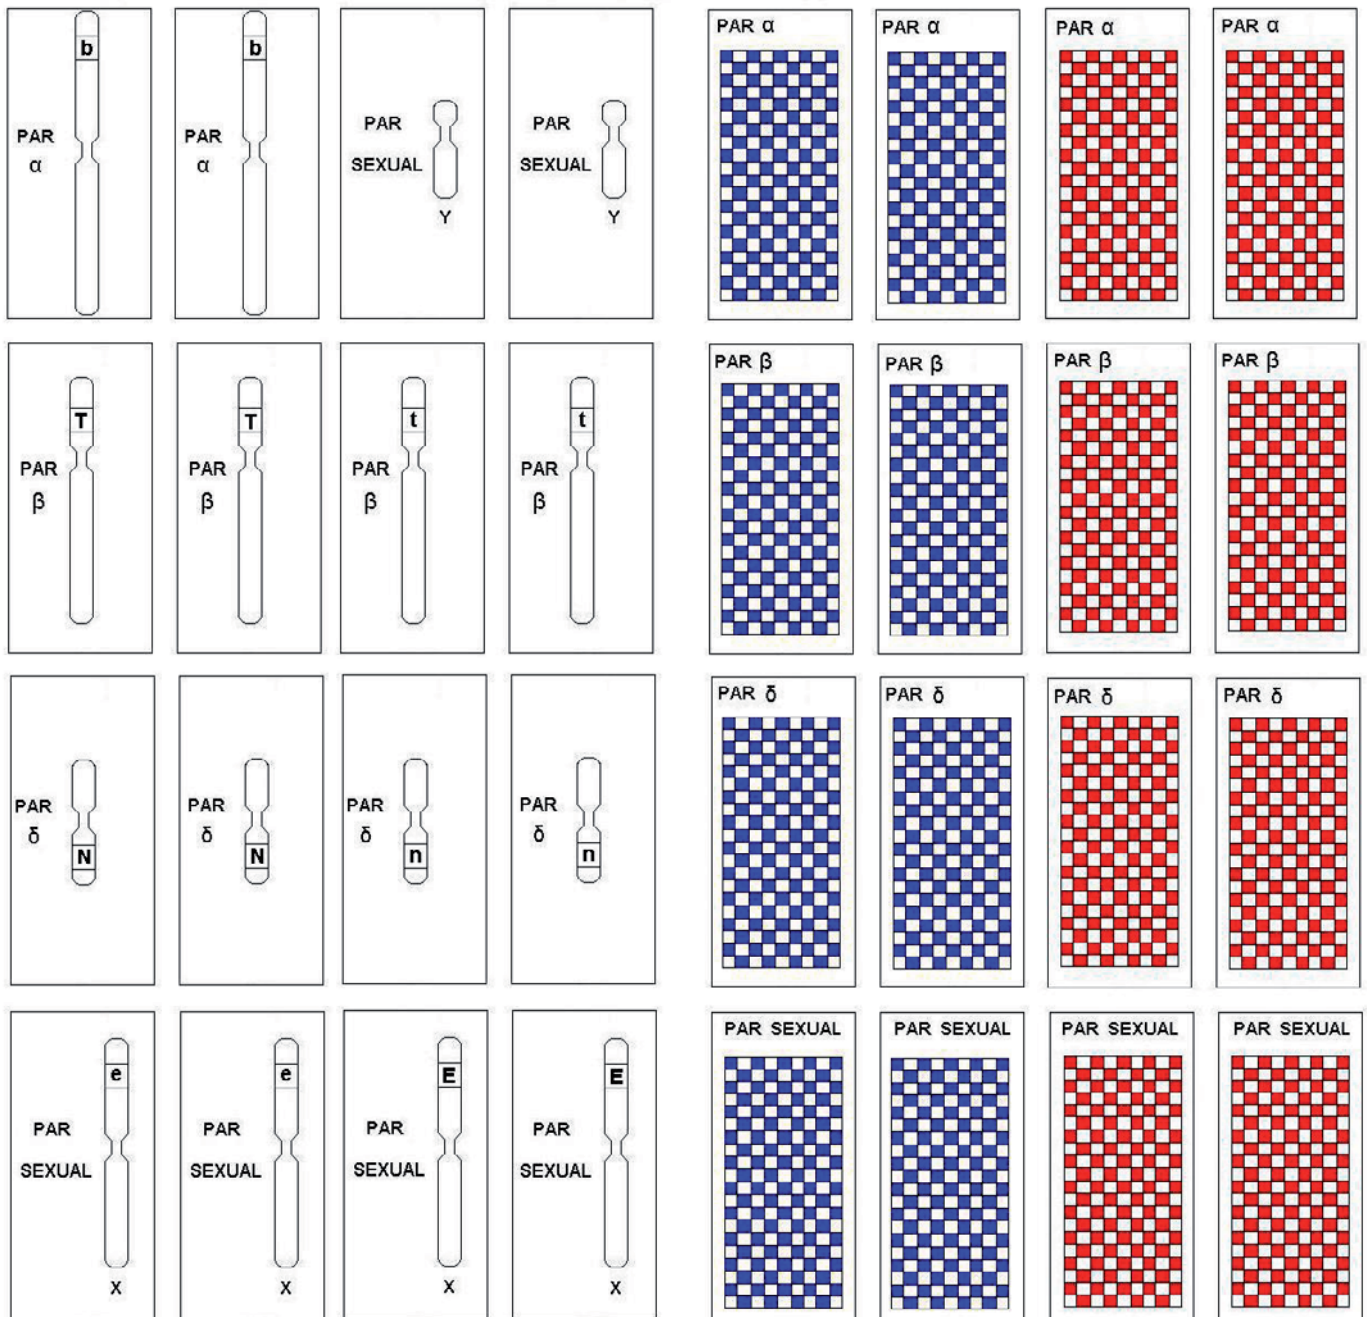 b
PAR
α
b
PAR
α
PAR
SEXUAL
Y
PAR
SEXUAL
Y
PAR α
PAR α
PAR α
PAR α
T
PAR
β
T
PAR
β
t
PAR
β
t
PAR
β
PAR β
PAR β
PAR β
PAR β
PAR
δ
N
PAR
δ
N
PAR
δ
n
PAR
δ
n
PAR δ
PAR δ
PAR δ
PAR δ
e
PAR
SEXUAL
X
e
PAR
SEXUAL
X
E
PAR
SEXUAL
X
E
PAR
SEXUAL
X
PAR SEXUAL
PAR SEXUAL
PAR SEXUAL
PAR SEXUAL